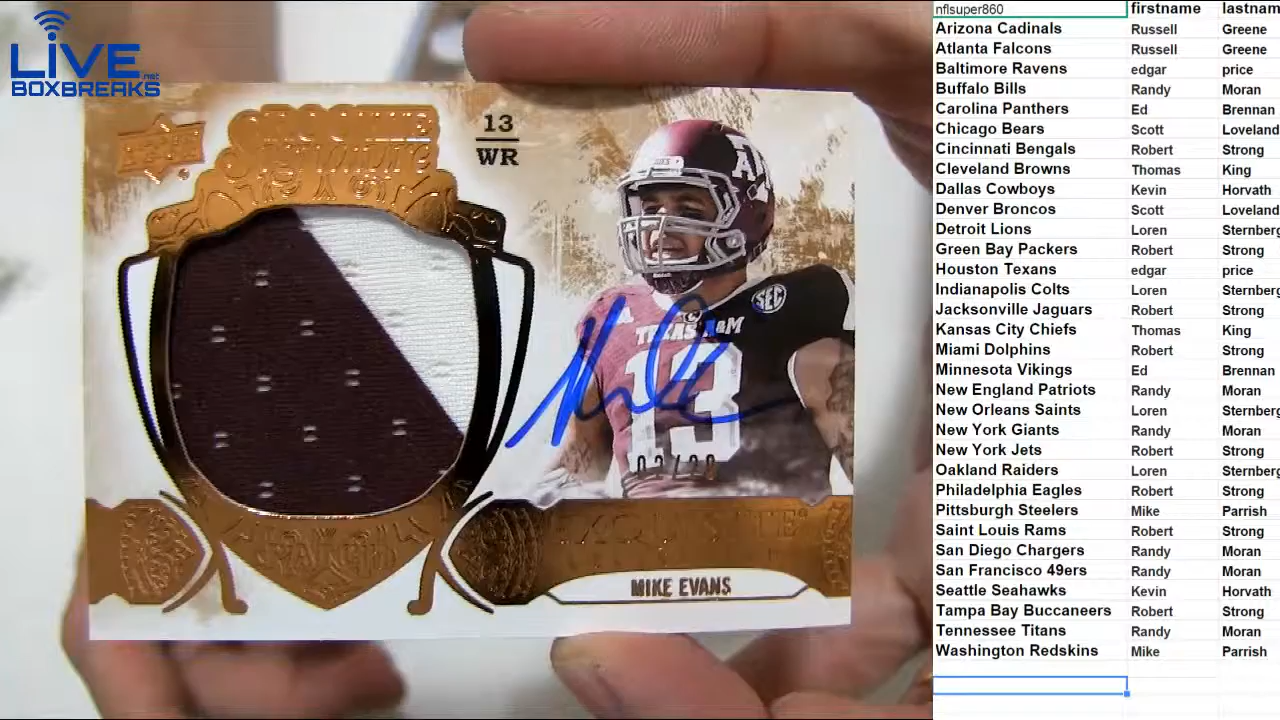 LIVE.net
BOXBREAKS
ROOKIE
Signature
13
WR
SEC
TEXAS A&M
13
PATCH
EXQUISITE
MIKE EVANS
nflsuper860 firstname lastnam
Arizona Cadinals Russell Greene
Atlanta Falcons Russell Greene
Baltimore Ravens edgar price
Buffalo Bills Randy Moran
Carolina Panthers Ed Brennan
Chicago Bears Scott Loveland
Cincinnati Bengals Robert Strong
Cleveland Browns Thomas King
Dallas Cowboys Kevin Horvath
Denver Broncos Scott Loveland
Detroit Lions Loren Sternberg
Green Bay Packers Robert Strong
Houston Texans edgar price
Indianapolis Colts Loren Sternberg
Jacksonville Jaguars Robert Strong
Kansas City Chiefs Thomas King
Miami Dolphins Robert Strong
Minnesota Vikings Ed Brennan
New England Patriots Randy Moran
New Orleans Saints Loren Sternberg
New York Giants Randy Moran
New York Jets Robert Strong
Oakland Raiders Loren Sternberg
Philadelphia Eagles Robert Strong
Pittsburgh Steelers Mike Parrish
Saint Louis Rams Robert Strong
San Diego Chargers Randy Moran
San Francisco 49ers Randy Moran
Seattle Seahawks Kevin Horvath
Tampa Bay Buccaneers Robert Strong
Tennessee Titans Randy Moran
Washington Redskins Mike Parrish